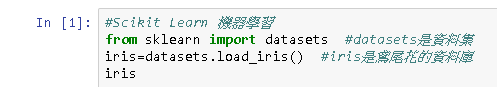 In [1]: #Scikit Learn 機器學習
from sklearn import datasets  #datasets是資料集
iris=datasets.load_iris()  #iris是鳶尾花的資料庫
iris